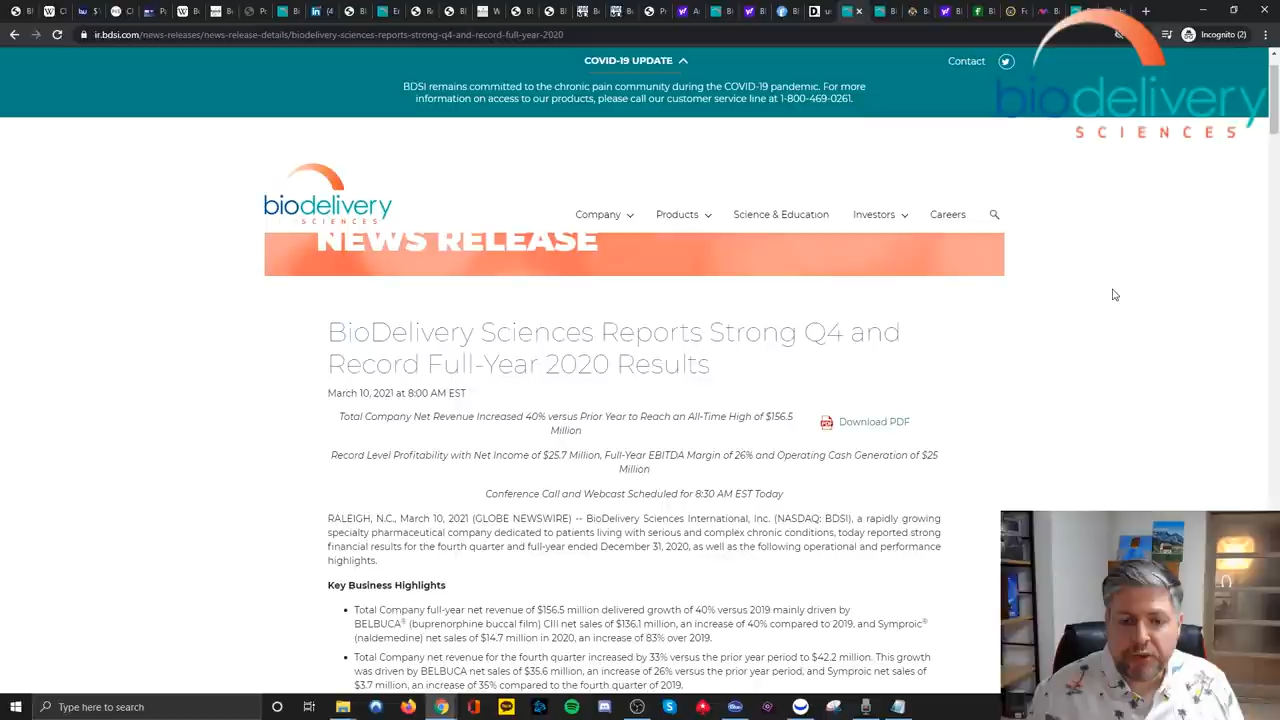 ir.bdsi.com/news-releases/news-release-details/biodelivery-sciences-reports-strong-q4-and-record-full-year-2020
Incognito (2)
COVID-19 UPDATE
Contact
BDSI remains committed to the chronic pain community during the COVID-19 pandemic. For more
information on access to our products, please call our customer service line at 1-800-469-0261.
biodelivery
SCIENCES
biodelivery
SCIENCES
Company
Products
Science & Education
Investors
Careers
NEWS RELEASE
BioDelivery Sciences Reports Strong Q4 and
Record Full-Year 2020 Results
March 10, 2021 at 8:00 AM EST
Total Company Net Revenue Increased 40% versus Prior Year to Reach an All-Time High of $156.5
Million
Download PDF
Record Level Profitability with Net Income of $25.7 Million, Full-Year EBITDA Margin of 26% and Operating Cash Generation of $25
Million
Conference Call and Webcast Scheduled for 8:30 AM EST Today
RALEIGH, N.C., March 10, 2021 (GLOBE NEWSWIRE) -- BioDelivery Sciences International, Inc. (NASDAQ: BDSI), a rapidly growing
specialty pharmaceutical company dedicated to patients living with serious and complex chronic conditions, today reported strong
financial results for the fourth quarter and full-year ended December 31, 2020, as well as the following operational and performance
highlights.
Key Business Highlights
Total Company full-year net revenue of $156.5 million delivered growth of 40% versus 2019 mainly driven by
BELBUCA® (buprenorphine buccal film) CIII net sales of $136.1 million, an increase of 40% compared to 2019, and Symproic®
(naldemedine) net sales of $14.7 million in 2020, an increase of 83% over 2019.
Total Company net revenue for the fourth quarter increased by 33% versus the prior year period to $42.2 million. This growth
was driven by BELBUCA net sales of $35.6 million, an increase of 26% versus the prior year period, and Symproic net sales of
$3.7 million, an increase of 35% compared to the fourth quarter of 2019.
Type here to search